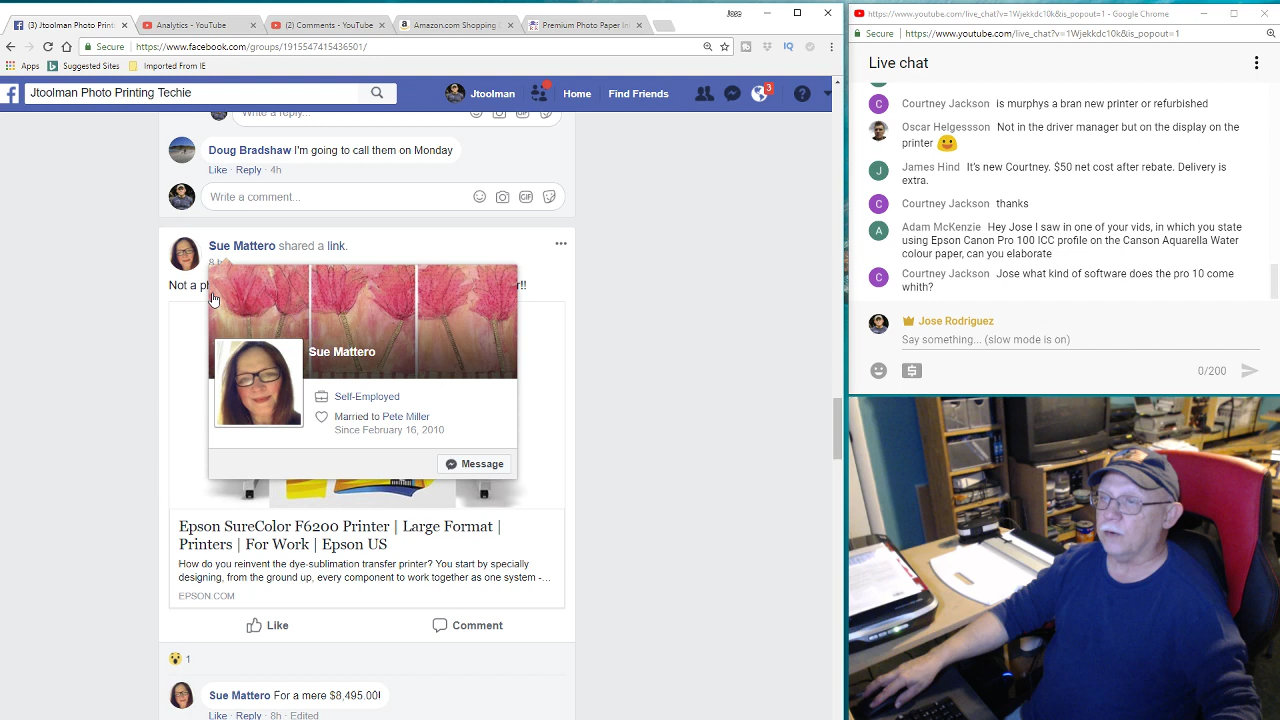 (3) Jtoolman Photo Print
Analytics - YouTube
(2) Comments - YouTube
Amazon.com Shopping
Premium Photo Paper In
Secure
https://www.facebook.com/groups/1915547415436501/
Apps
Suggested Sites
Imported From IE
Jtoolman Photo Printing Techie
Jtoolman
Home
Find Friends
3
Write a reply...
Doug Bradshaw I'm going to call them on Monday
Like · Reply · 4h
Write a comment...
GIF
Sue Mattero shared a link.
Not a
!!
Sue Mattero
Self-Employed
Married to Pete Miller
Since February 16, 2010
Message
Epson SureColor F6200 Printer | Large Format |
Printers | For Work | Epson US
How do you reinvent the dye-sublimation transfer printer? You start by specially
designing, from the ground up, every component to work together as one system -...
EPSON.COM
Like
Comment
1
Sue Mattero For a mere $8,495.00!
Like · Reply · 8h · Edited
https://www.youtube.com/live_chat?v=1Wjekkdc10k&is_popout=1 - Google Chrome
Secure
https://www.youtube.com/live_chat?v=1Wjekkdc10k&is_popout=1
Live chat
C
Courtney Jackson is murphys a bran new printer or refurbished
Oscar Helgessson Not in the driver manager but on the display on the
printer
J
James Hind It's new Courtney. $50 net cost after rebate. Delivery is
extra.
C
Courtney Jackson thanks
A
Adam McKenzie Hey Jose I saw in one of your vids, in which you state
using Epson Canon Pro 100 ICC profile on the Canson Aquarella Water
colour paper, can you elaborate
C
Courtney Jackson Jose what kind of software does the pro 10 come
whith?
Jose Rodriguez
Say something... (slow mode is on)
0/200